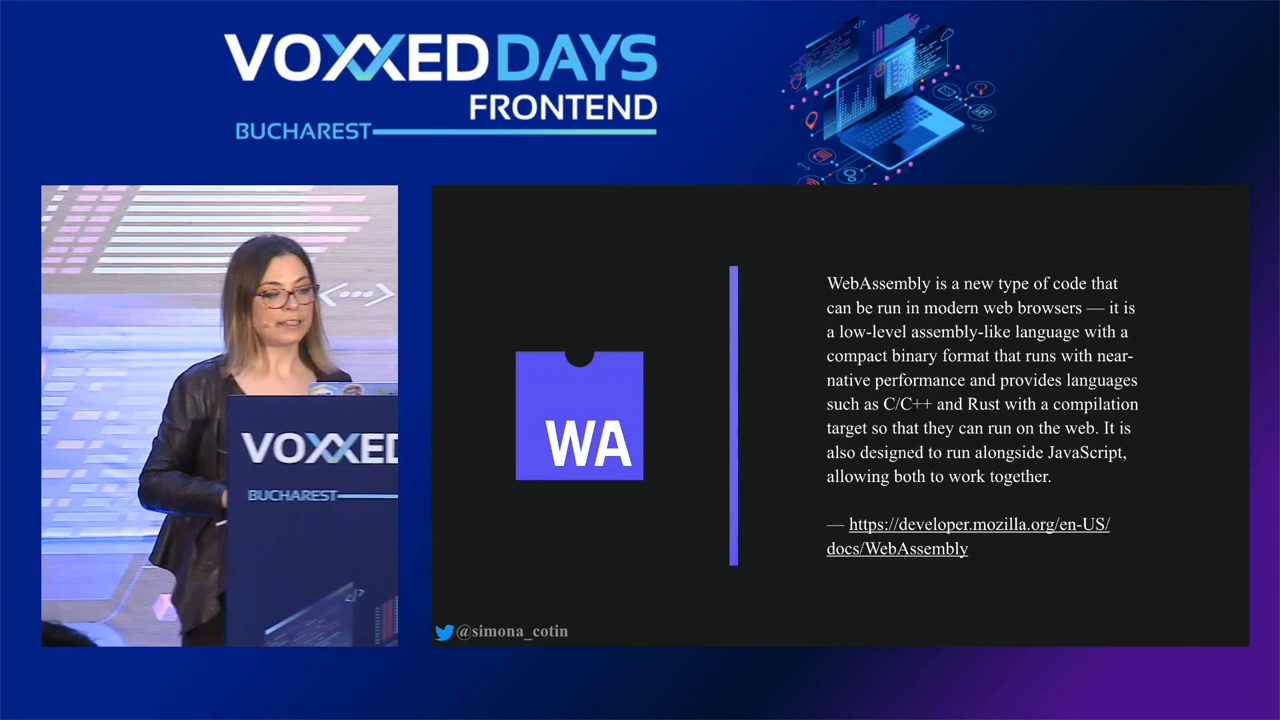 VOXXED DAYS
FRONTEND
BUCHAREST
VOXXED
BUCHAREST
WA
WebAssembly is a new type of code that
can be run in modern web browsers — it is
a low-level assembly-like language with a
compact binary format that runs with near-
native performance and provides languages
such as C/C++ and Rust with a compilation
target so that they can run on the web. It is
also designed to run alongside JavaScript,
allowing both to work together.
— https://developer.mozilla.org/en-US/
docs/WebAssembly
@simona_cotin